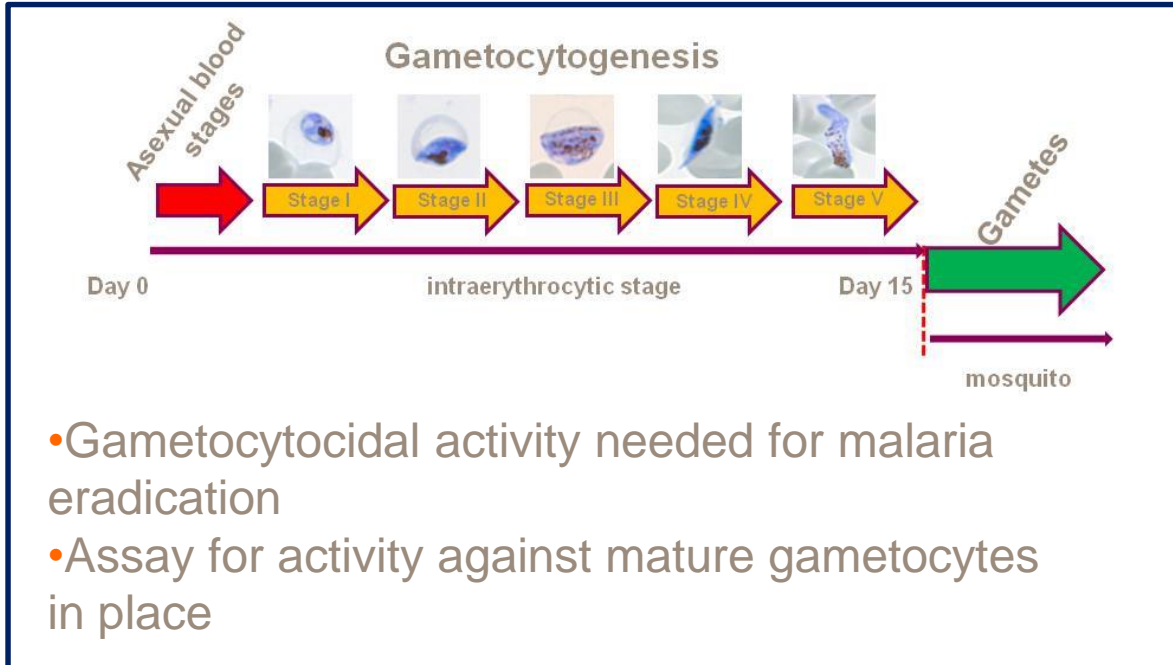 Gametocytogenesis
Asexual blood
stages
Stage I
Stage II
Stage III
Stage IV
Stage V
Gametes
Day 0
intraerythrocytic stage
Day 15
mosquito
•Gametocytocidal activity needed for malaria
eradication
•Assay for activity against mature gametocytes
in place